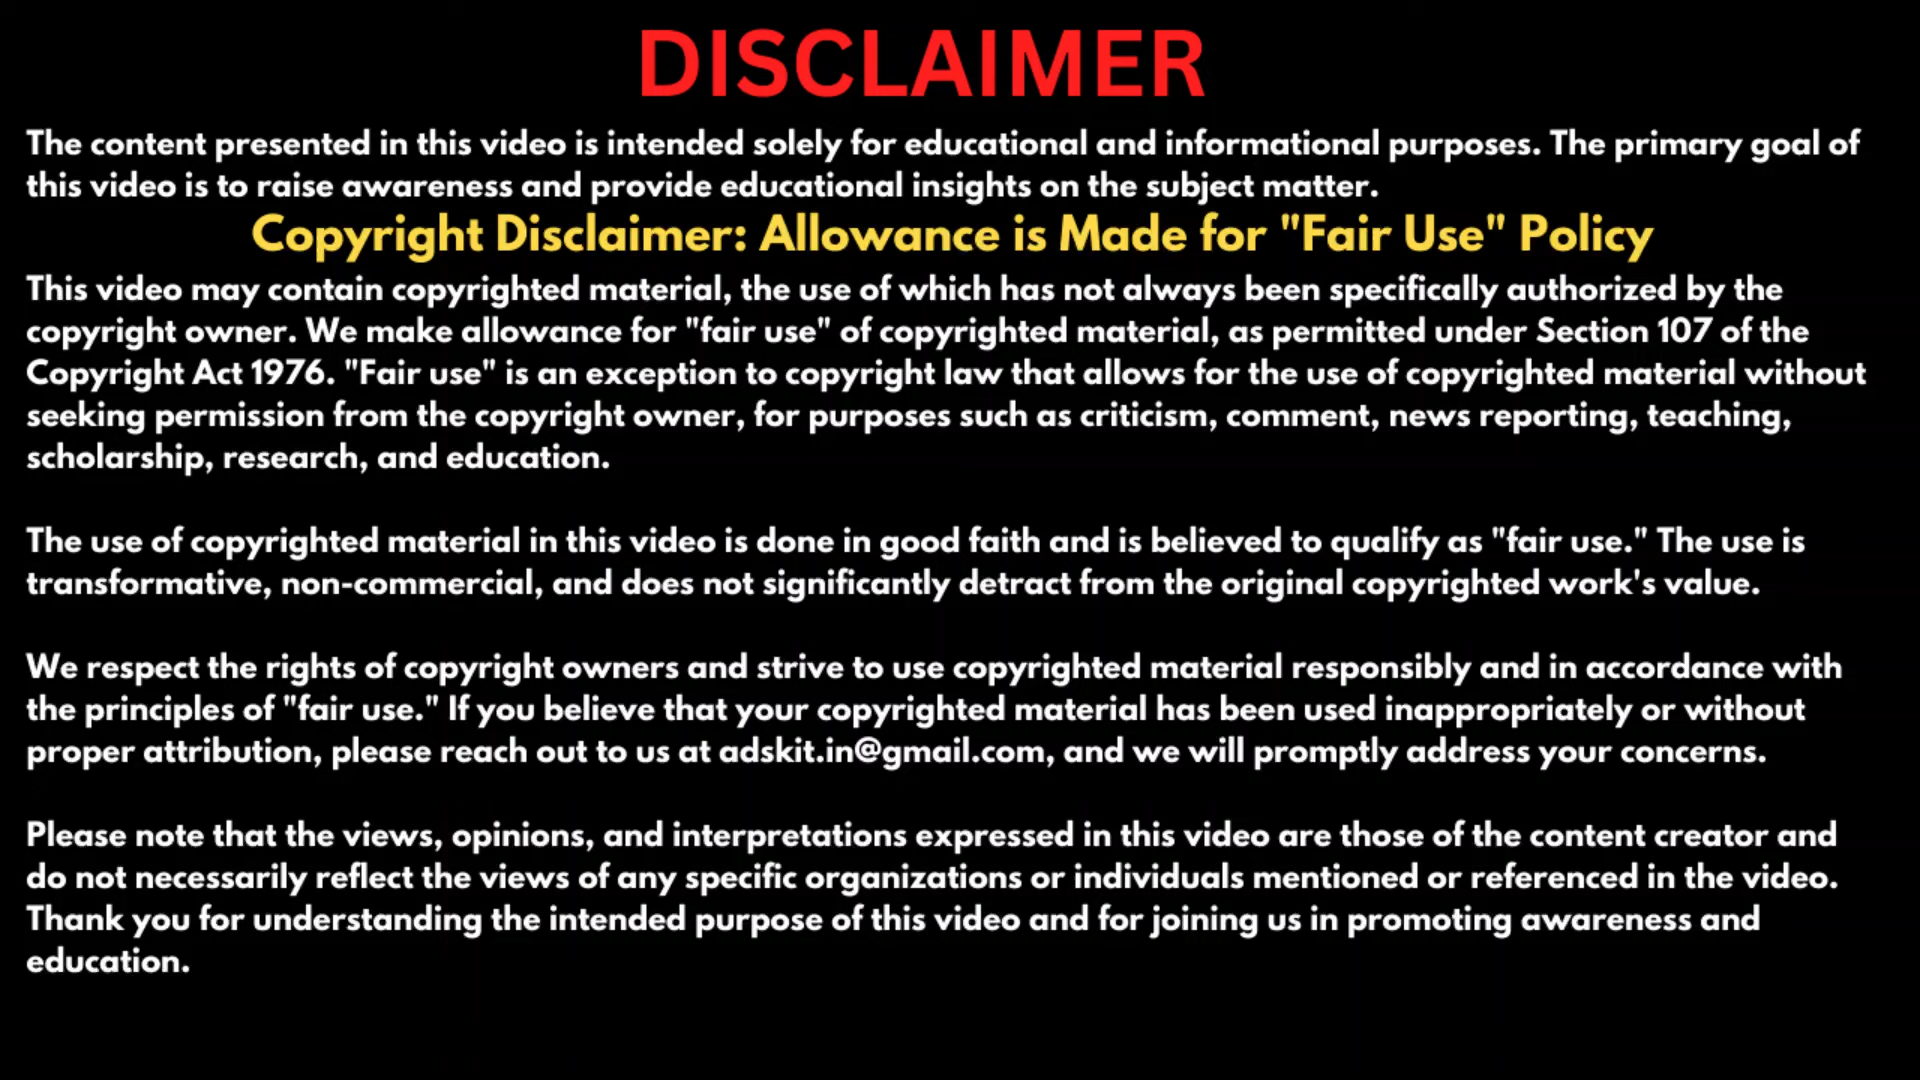 DISCLAIMER
The content presented in this video is intended solely for educational and informational purposes. The primary goal of
this video is to raise awareness and provide educational insights on the subject matter.
Copyright Disclaimer: Allowance is Made for "Fair Use" Policy
This video may contain copyrighted material, the use of which has not always been specifically authorized by the
copyright owner. We make allowance for "fair use" of copyrighted material, as permitted under Section 107 of the
Copyright Act 1976. "Fair use" is an exception to copyright law that allows for the use of copyrighted material without
seeking permission from the copyright owner, for purposes such as criticism, comment, news reporting, teaching,
scholarship, research, and education.
The use of copyrighted material in this video is done in good faith and is believed to qualify as "fair use." The use is
transformative, non-commercial, and does not significantly detract from the original copyrighted work's value.
We respect the rights of copyright owners and strive to use copyrighted material responsibly and in accordance with
the principles of "fair use." If you believe that your copyrighted material has been used inappropriately or without
proper attribution, please reach out to us at adskit.in@gmail.com, and we will promptly address your concerns.
Please note that the views, opinions, and interpretations expressed in this video are those of the content creator and
do not necessarily reflect the views of any specific organizations or individuals mentioned or referenced in the video.
Thank you for understanding the intended purpose of this video and for joining us in promoting awareness and
education.